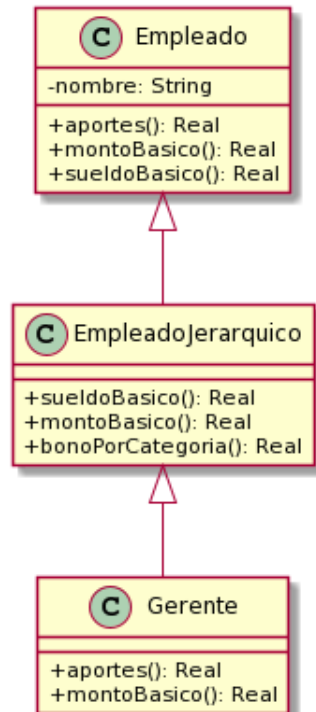 C Empleado
-nombre: String
+aportes(): Real
+montoBasico(): Real
+sueldoBasico(): Real
C EmpleadoJerarquico
+sueldoBasico(): Real
+montoBasico(): Real
+bonoPorCategoria(): Real
C Gerente
+aportes(): Real
+montoBasico(): Real